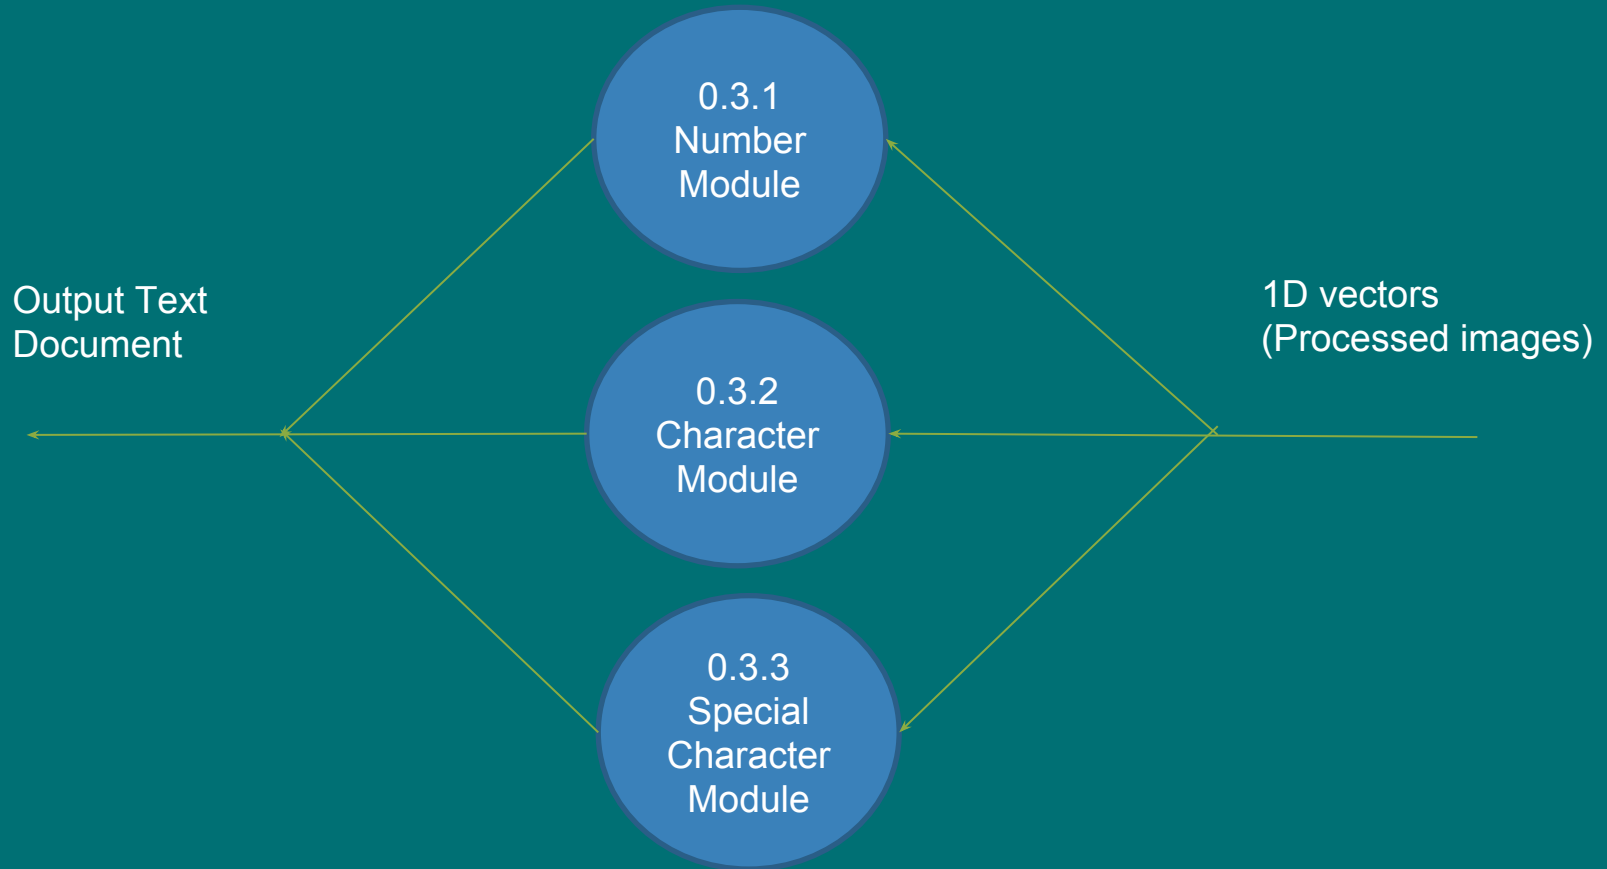 0.3.1
Number
Module
Output Text
Document
1D vectors
(Processed images)
0.3.2
Character
Module
0.3.3
Special
Character
Module